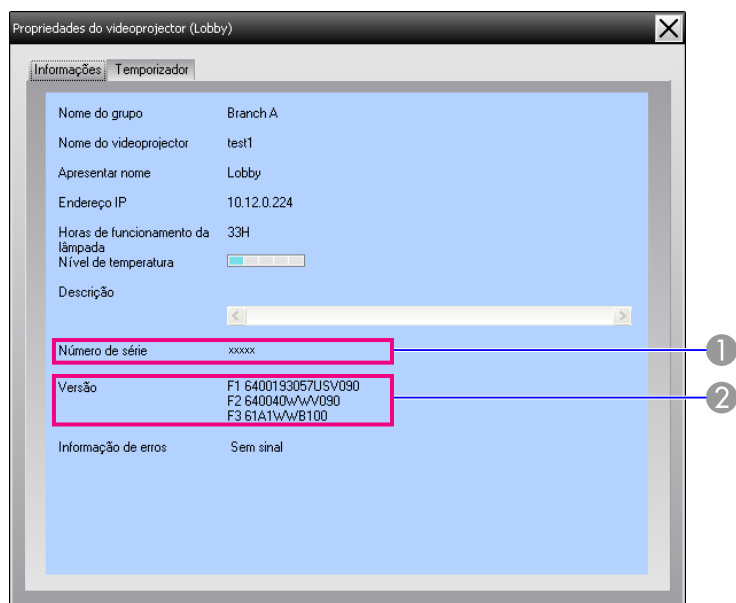 Propriedades do videoprojector (Lobby)
Informações Temporizador
Nome do grupo Branch A
Nome do videoprojector test1
Apresentar nome Lobby
Endereço IP 10.12.0.224
Horas de funcionamento da 33H
lâmpada
Nível de temperatura
Descrição
Número de série xxxxx
1
Versão F1 6400193057USV090
2
F2 640040WWV090
F3 61A1WWB100
Informação de erros Sem sinal